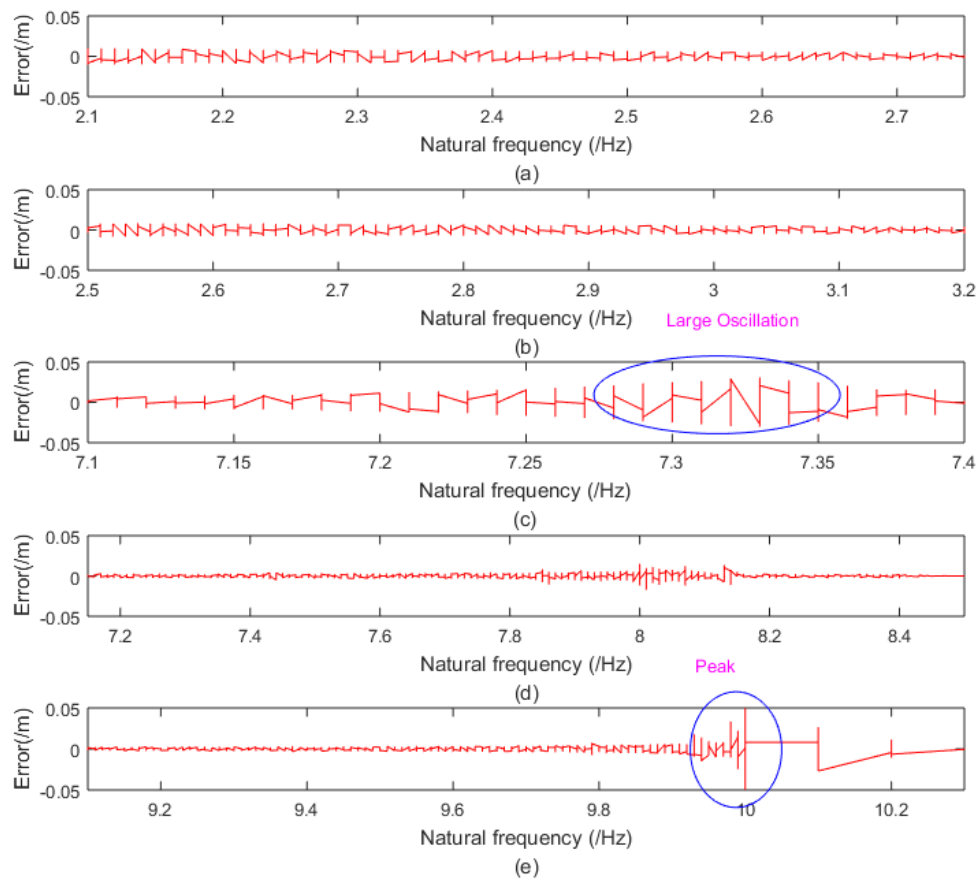 0.05
Error(/m)
0
-0.05
2.1 2.2 2.3 2.4 2.5 2.6 2.7
Natural frequency (/Hz)
(a)
0.05
Error(/m)
0
-0.05
2.5 2.6 2.7 2.8 2.9 3 3.1 3.2
Natural frequency (/Hz)
Large Oscillation
(b)
0.05
Error(/m)
0
-0.05
7.1 7.15 7.2 7.25 7.3 7.35 7.4
Natural frequency (/Hz)
(c)
0.05
Error(/m)
0
-0.05
7.2 7.4 7.6 7.8 8 8.2 8.4
Natural frequency (/Hz)
Peak
(d)
0.05
Error(/m)
0
-0.05
9.2 9.4 9.6 9.8 10 10.2
Natural frequency (/Hz)
(e)